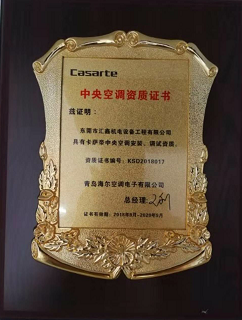 Casarte
中央空调资质证书
兹证明：
东莞市汇鑫机电设备工程有限公司
具有卡萨帝中央空调安装、调试资质。
资质证书编号：KSD2018017
青岛海尔空调电子有限公司
总经理：